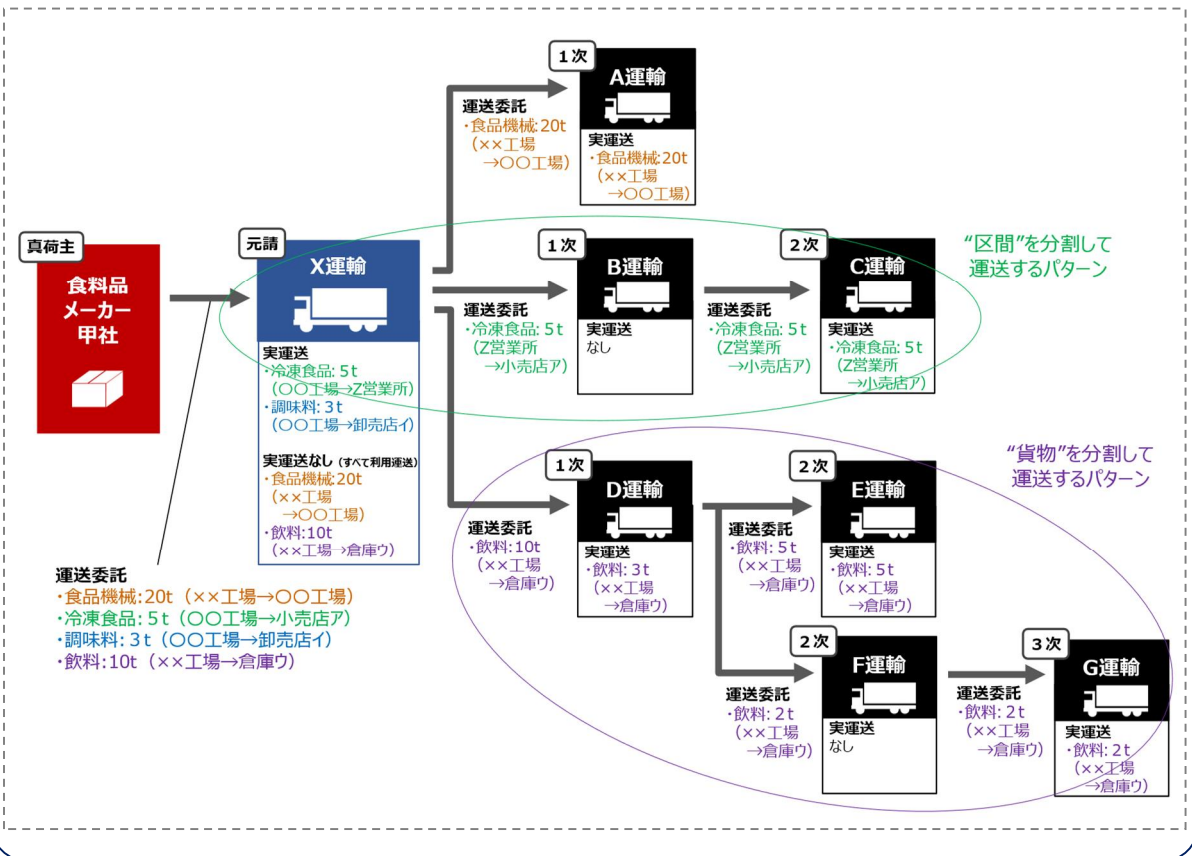 1次
A運輸
運送委託
・食品機械:20t
（××工場
→〇〇工場）
実運送
・食品機械:20t
（××工場
→〇〇工場）
真荷主
食料品
メーカー
甲社
元請
X運輸
実運送
・冷凍食品: 5t
（〇〇工場→Z営業所）
・調味料: 3t
（〇〇工場→卸売店イ）
実運送なし（すべて利用運送）
・食品機械:20t
（××工場
→〇〇工場）
・飲料:10t
（××工場→倉庫ウ）
1次
B運輸
運送委託
・冷凍食品: 5t
（Z営業所
→小売店ア）
実運送
なし
2次
C運輸
運送委託
・冷凍食品: 5t
（Z営業所
→小売店ア）
実運送
・冷凍食品: 5t
（Z営業所
→小売店ア）
“区間”を分割して
運送するパターン
“貨物”を分割して
運送するパターン
1次
D運輸
運送委託
・飲料:10t
（××工場
→倉庫ウ）
実運送
・飲料: 3t
（××工場
→倉庫ウ）
2次
E運輸
運送委託
・飲料: 5t
（××工場
→倉庫ウ）
実運送
・飲料: 5t
（××工場
→倉庫ウ）
2次
F運輸
運送委託
・飲料: 2t
（××工場
→倉庫ウ）
実運送
なし
3次
G運輸
運送委託
・飲料: 2t
（××工場
→倉庫ウ）
実運送
・飲料: 2t
（××工場
→倉庫ウ）
運送委託
・食品機械:20t（××工場→〇〇工場）
・冷凍食品: 5t（〇〇工場→小売店ア）
・調味料: 3t（〇〇工場→卸売店イ）
・飲料:10t（××工場→倉庫ウ）